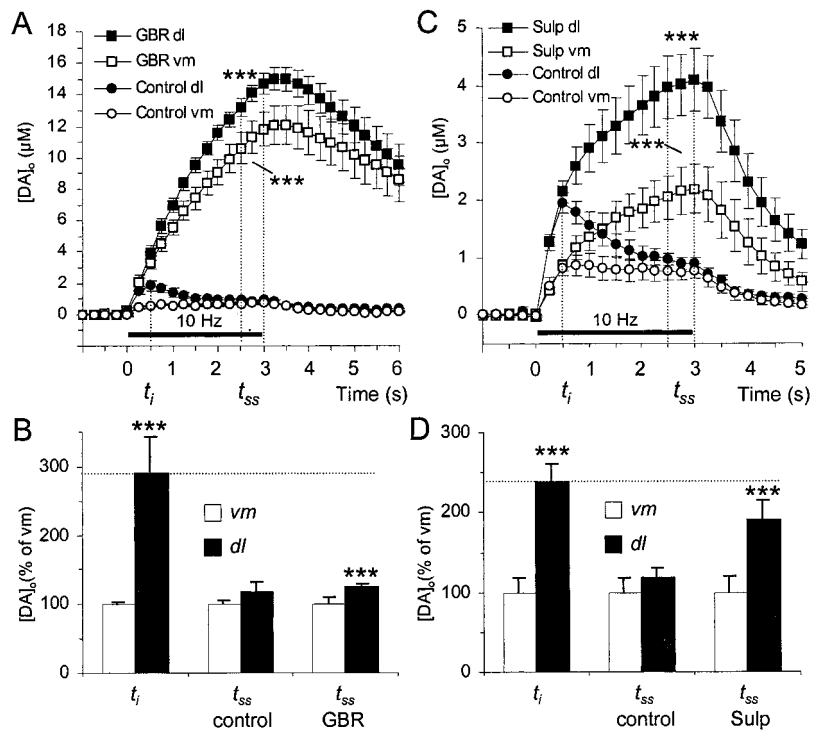 A
GBR dl
GBR vm
Control dl
Control vm
***
***
[DA]o (µM)
18
16
14
12
10
8
6
4
2
0
10 Hz
0 1 2 3 4 5 6
ti tss Time (s)
C
Sulp dl
Sulp vm
Control dl
Control vm
***
***
[DA]o (µM)
5
4
3
2
1
0
10 Hz
0 1 2 3 4 5
ti tss Time (s)
B
***
[DA]o(% of vm)
300
200
100
0
vm
dl
***
ti tss tss
control GBR
D
***
[DA]o(% of vm)
300
200
100
0
vm
dl
***
ti tss tss
control Sulp